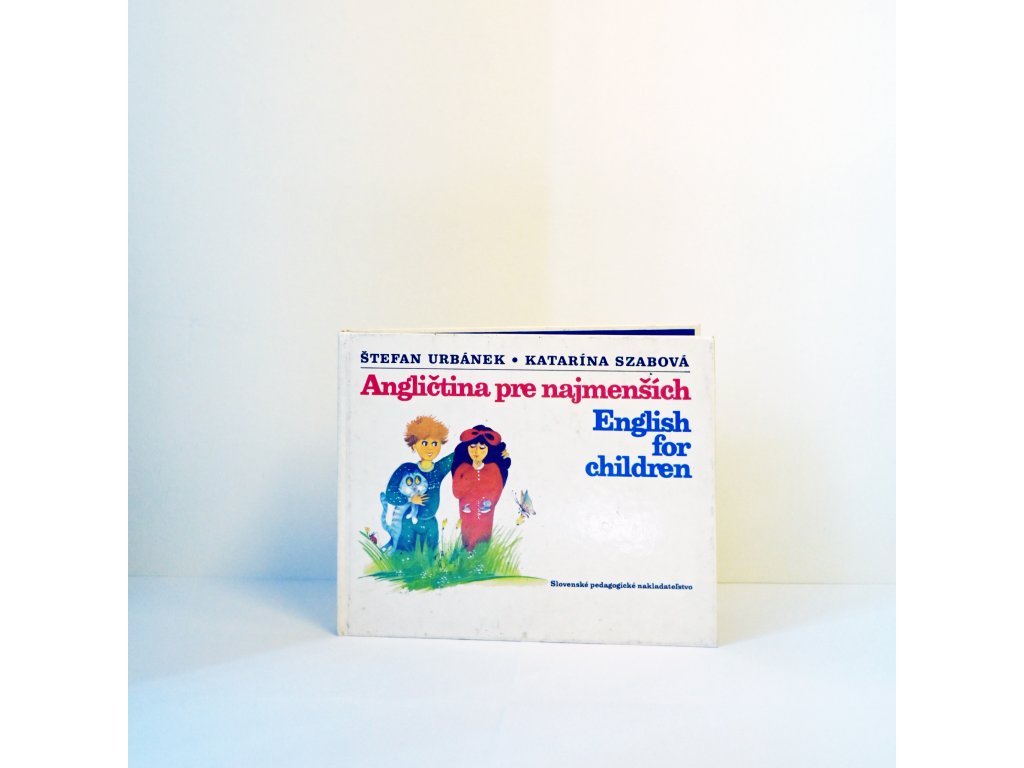 ŠTEFAN URBÁNEK • KATARÍNA SZABOVÁ
Angličtina pre najmenších
English
for
children
Slovenské pedagogické nakladateľstvo